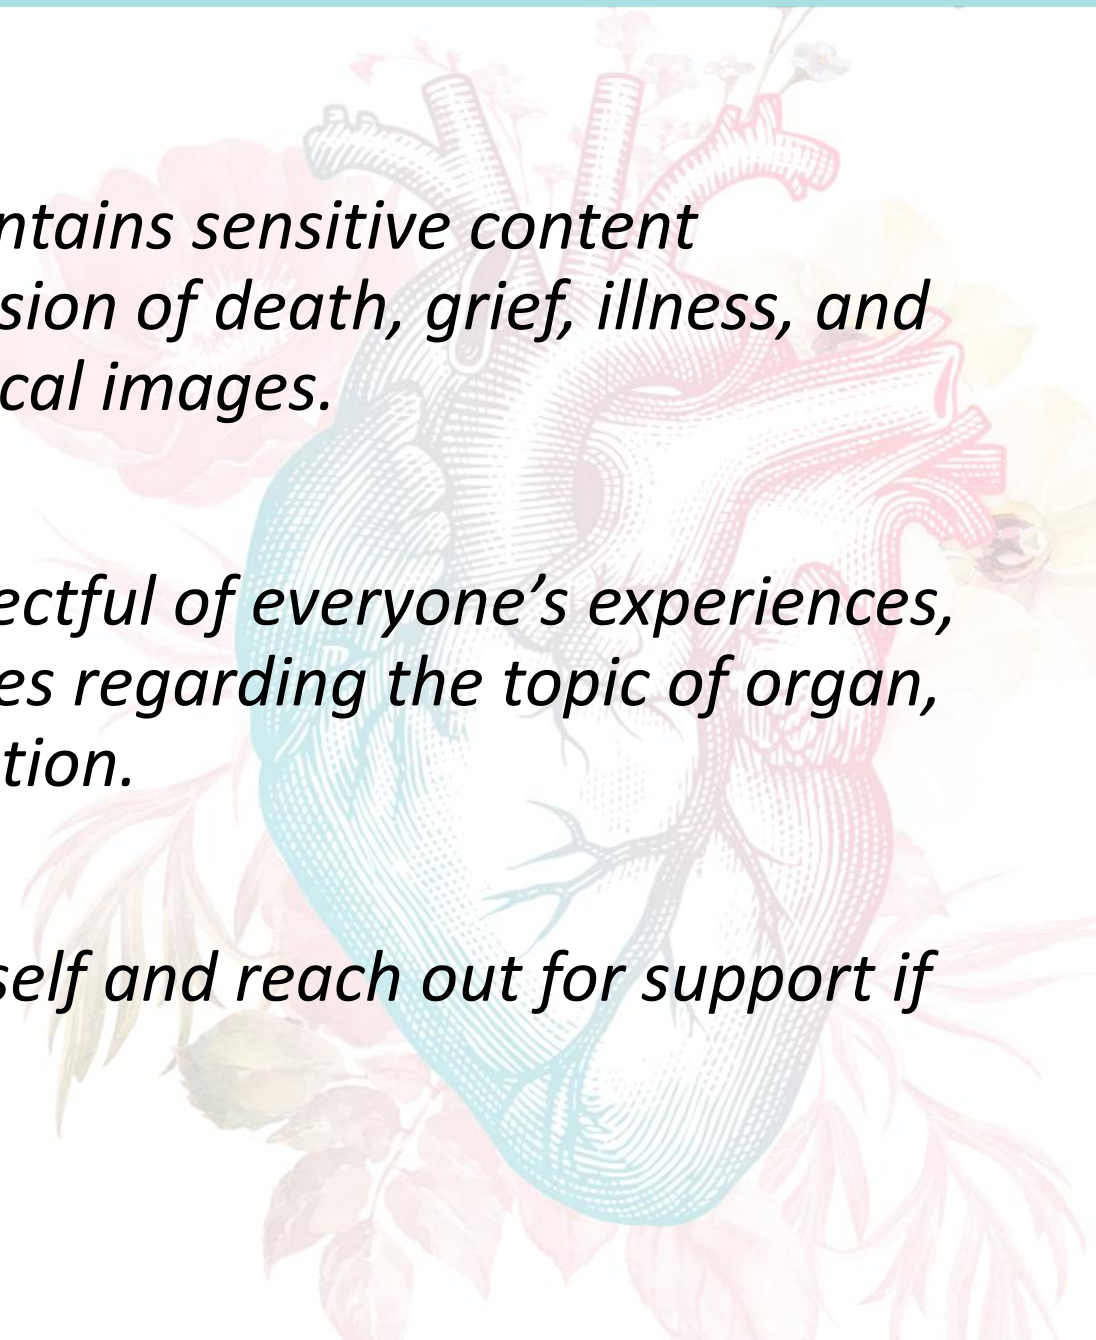 ntains sensitive content
sion of death, grief, illness, and
cal images.
ectful of everyone’s experiences,
es regarding the topic of organ,
tion.
self and reach out for support if